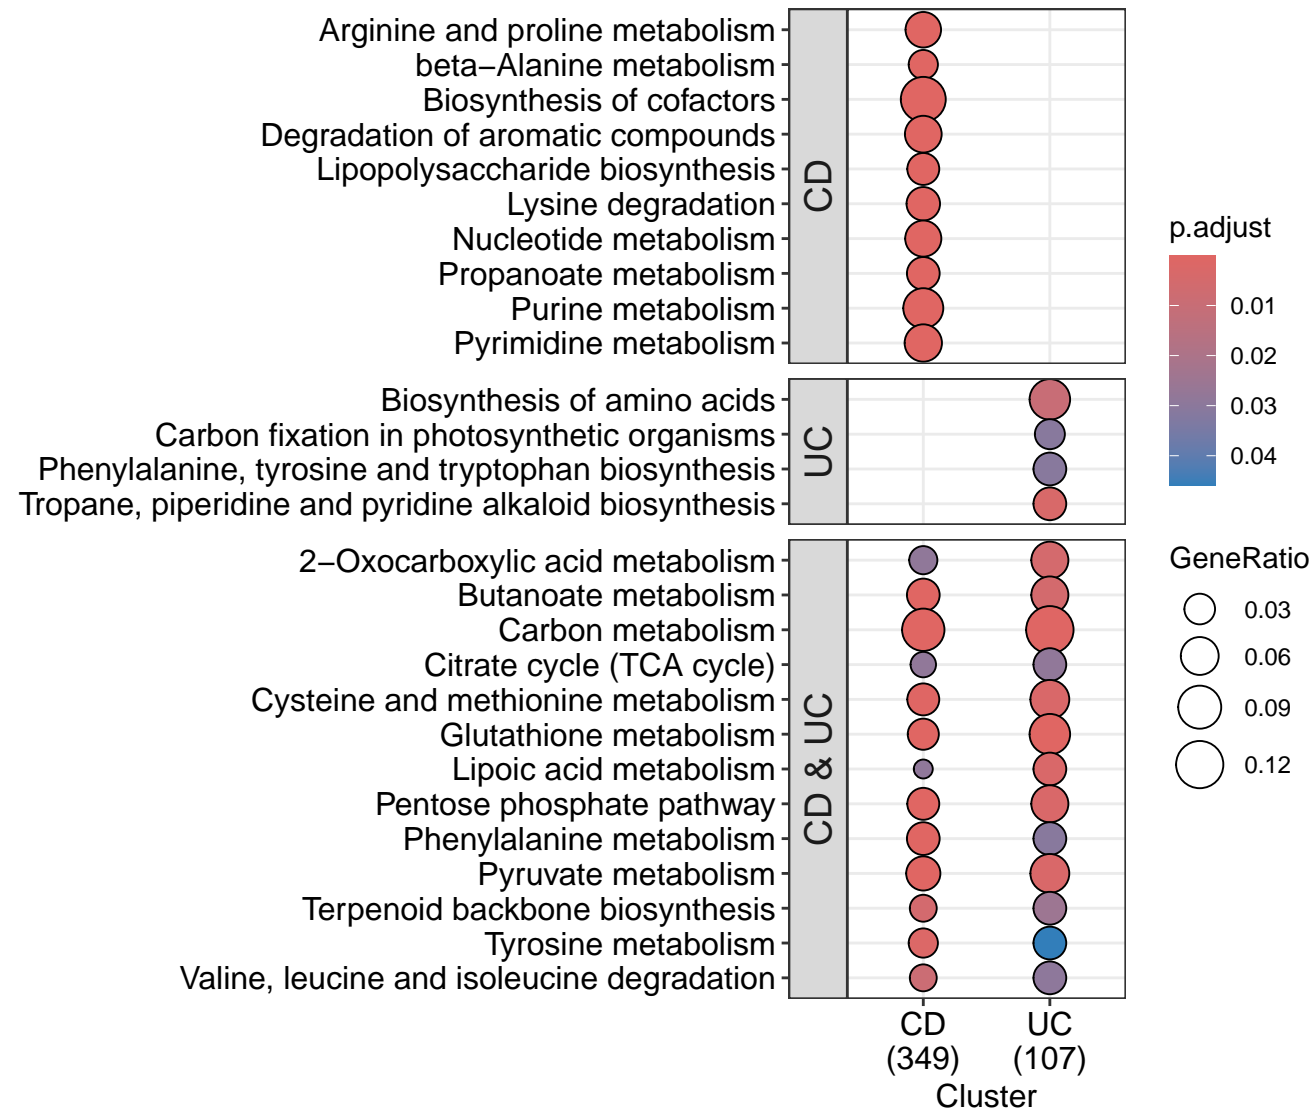 Arginine and proline metabolism
beta−Alanine metabolism
Biosynthesis of cofactors
Degradation of aromatic compounds
Lipopolysaccharide biosynthesis
Lysine degradation
Nucleotide metabolism
Propanoate metabolism
Purine metabolism
Pyrimidine metabolism
CD
Biosynthesis of amino acids
Carbon fixation in photosynthetic organisms
Phenylalanine, tyrosine and tryptophan biosynthesis
Tropane, piperidine and pyridine alkaloid biosynthesis
UC
2−Oxocarboxylic acid metabolism
Butanoate metabolism
Carbon metabolism
Citrate cycle (TCA cycle)
Cysteine and methionine metabolism
Glutathione metabolism
Lipoic acid metabolism
Pentose phosphate pathway
Phenylalanine metabolism
Pyruvate metabolism
Terpenoid backbone biosynthesis
Tyrosine metabolism
Valine, leucine and isoleucine degradation
CD & UC
CD
(349)
UC
(107)
Cluster
p.adjust
0.01
0.02
0.03
0.04
GeneRatio
0.03
0.06
0.09
0.12